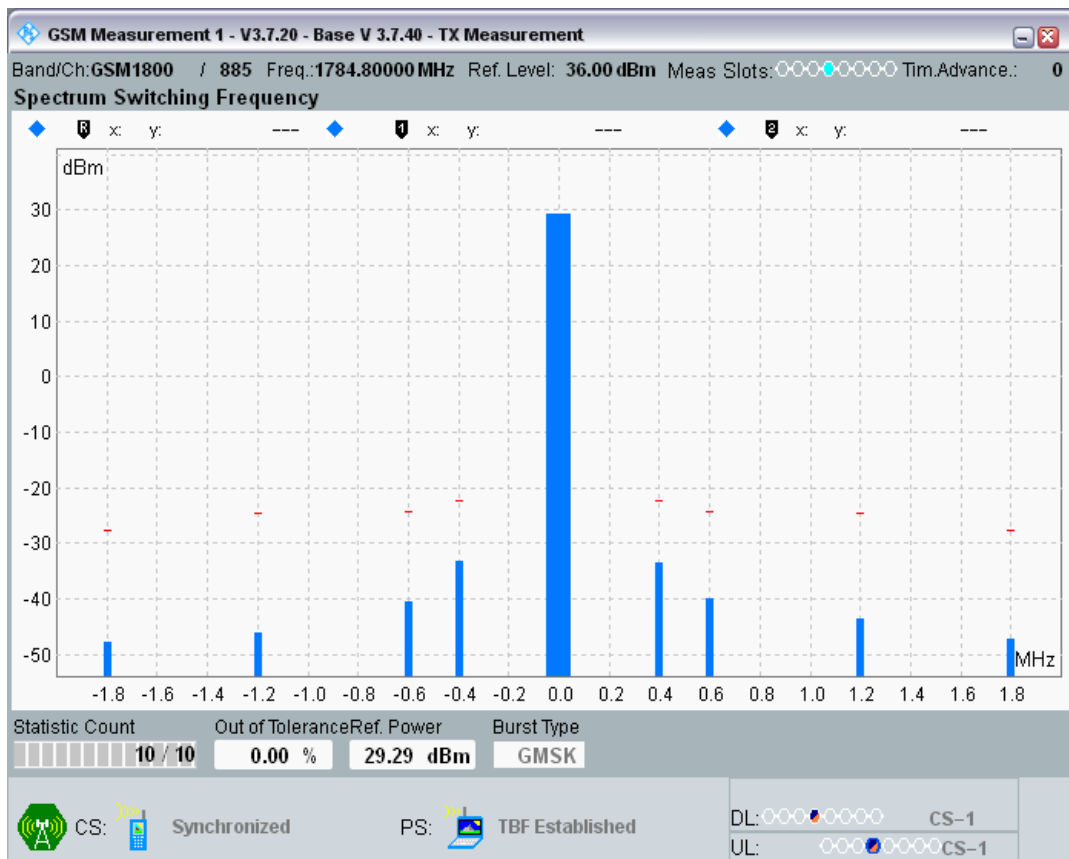 GSM Measurement 1 - V3.7.20 - Base V 3.7.40 - TX Measurement
Band/Ch:GSM1800 / 885 Freq.:1784.80000 MHz Ref. Level: 36.00 dBm Meas Slots: Tim.Advance.: 0
Spectrum Switching Frequency
R x: y: --- 1 x: y: --- 2 x: y: ---
dBm
30
20
10
0
-10
-20
-30
-40
-50
MHz
-1.8 -1.6 -1.4 -1.2 -1.0 -0.8 -0.6 -0.4 -0.2 0.0 0.2 0.4 0.6 0.8 1.0 1.2 1.4 1.6 1.8
Statistic Count Out of Tolerance Ref. Power Burst Type
10 / 10 0.00 % 29.29 dBm GMSK
CS: Synchronized PS: TBF Established DL: CS-1
UL: CS-1